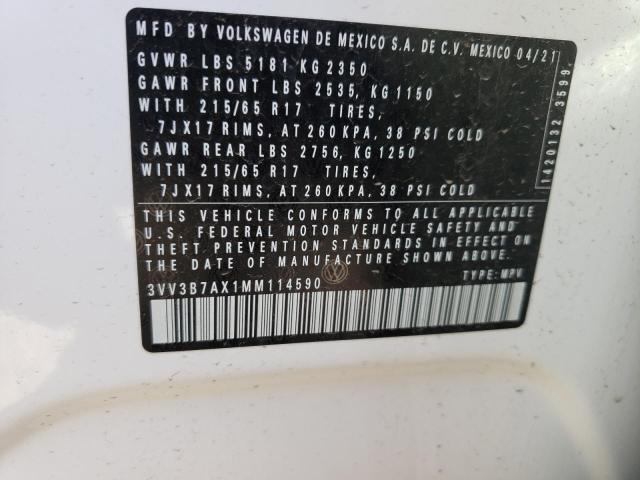 MFD BY VOLKSWAGEN DE MEXICO S.A. DE C.V. MEXICO 04/21
GVWR LBS 5181 KG 2350
GAWR FRONT LBS 2535, KG 1150
WITH 215/65 R17 TIRES,
7JX17 RIMS, AT 260KPA, 38 PSI COLD
GAWR REAR LBS 2756, KG 1250
WITH 215/65 R17 TIRES,
7JX17 RIMS, AT 260KPA, 38 PSI COLD
THIS VEHICLE CONFORMS TO ALL APPLICABLE
U.S. FEDERAL MOTOR VEHICLE SAFETY AND
THEFT PREVENTION STANDARDS IN EFFECT ON
THE DATE OF MANUFACTURE SHOWN ABOVE.
3VV3B7AX1MM114590
TYPE: MPV
1420132 3599